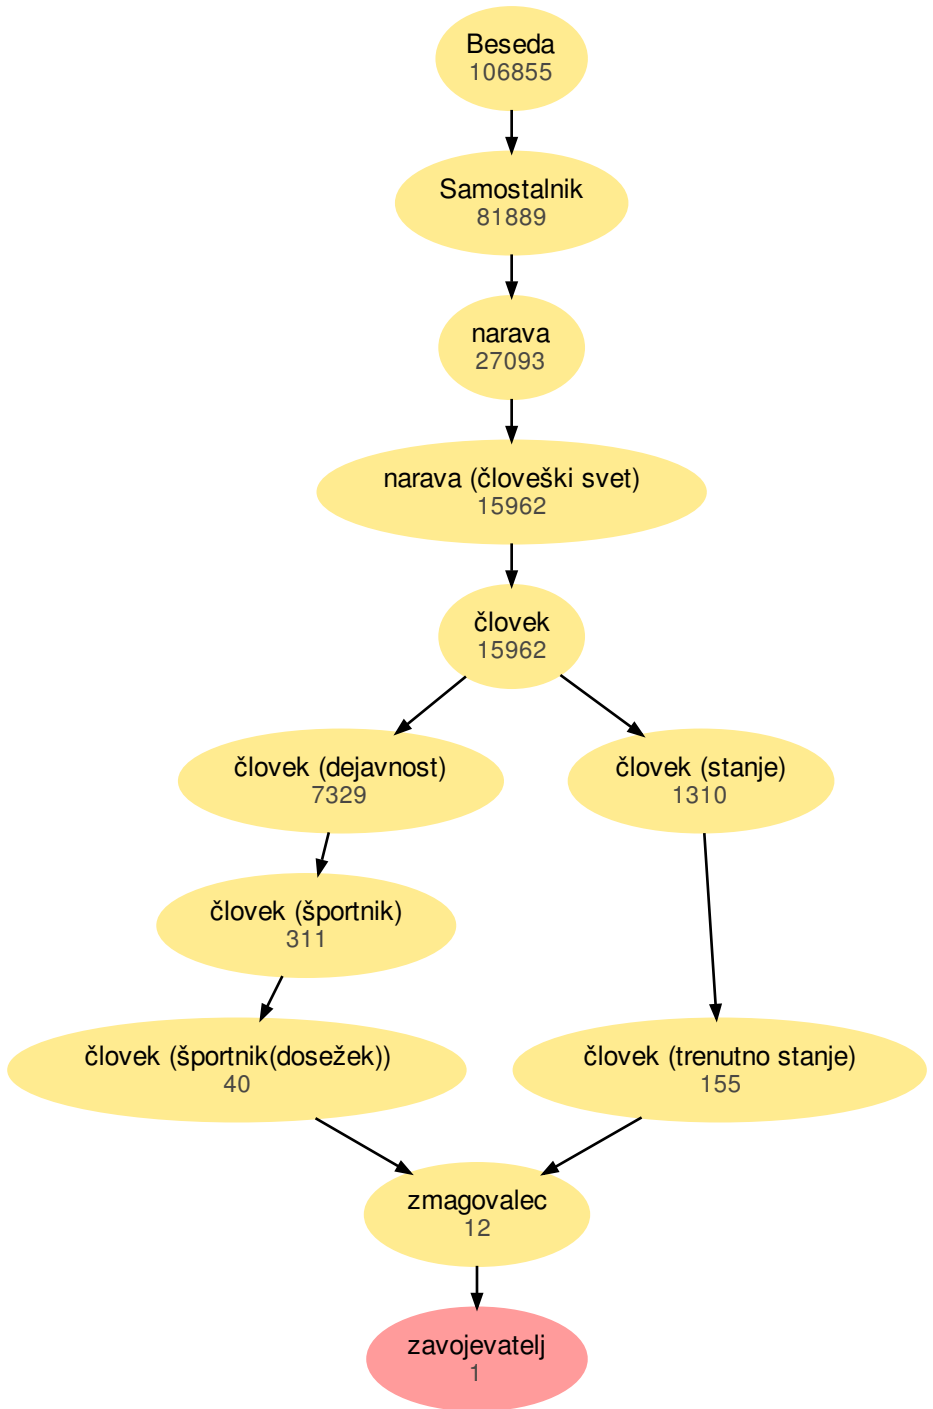 Beseda
106855
Samostalnik
81889
narava
27093
narava (človeški svet)
15962
človek
15962
človek (dejavnost)
7329
človek (stanje)
1310
človek (športnik)
311
človek (športnik(dosežek))
40
človek (trenutno stanje)
155
zmagovalec
12
zavojevatelj
1